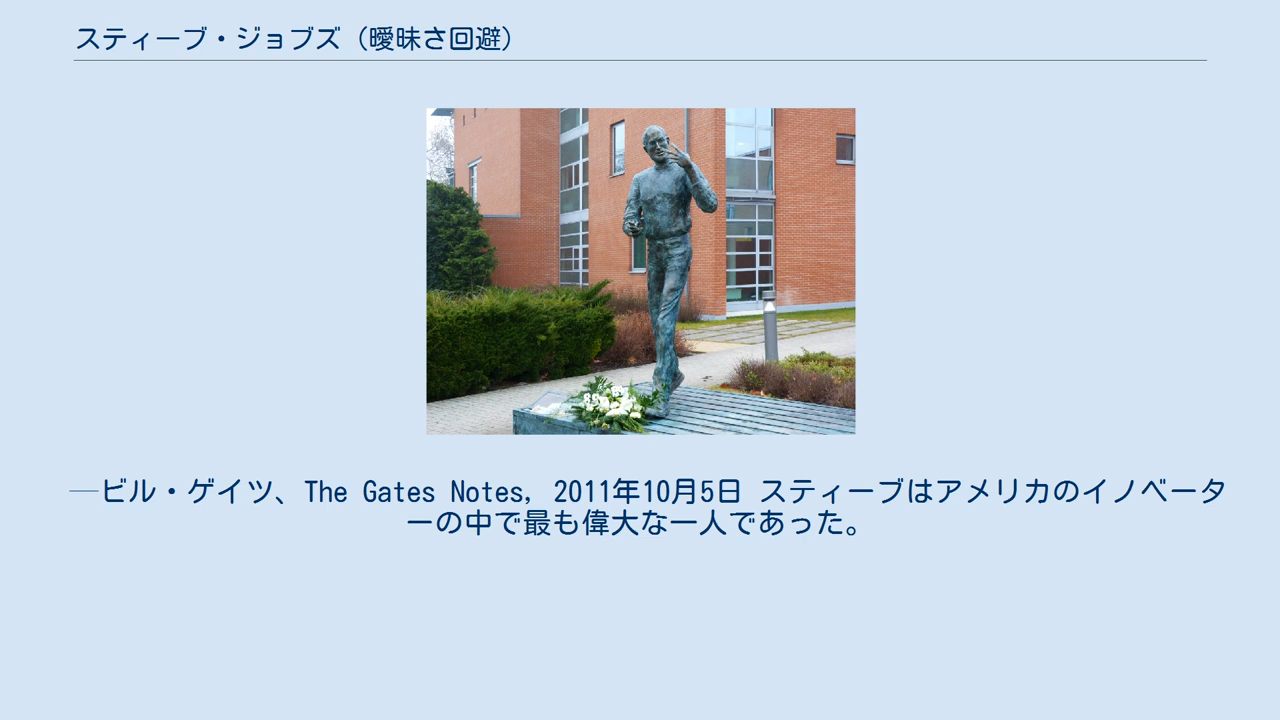 スティーブ・ジョブズ（曖昧さ回避）
―ビル・ゲイツ、The Gates Notes, 2011年10月5日 スティーブはアメリカのイノベータ
ーの中で最も偉大な一人であった。